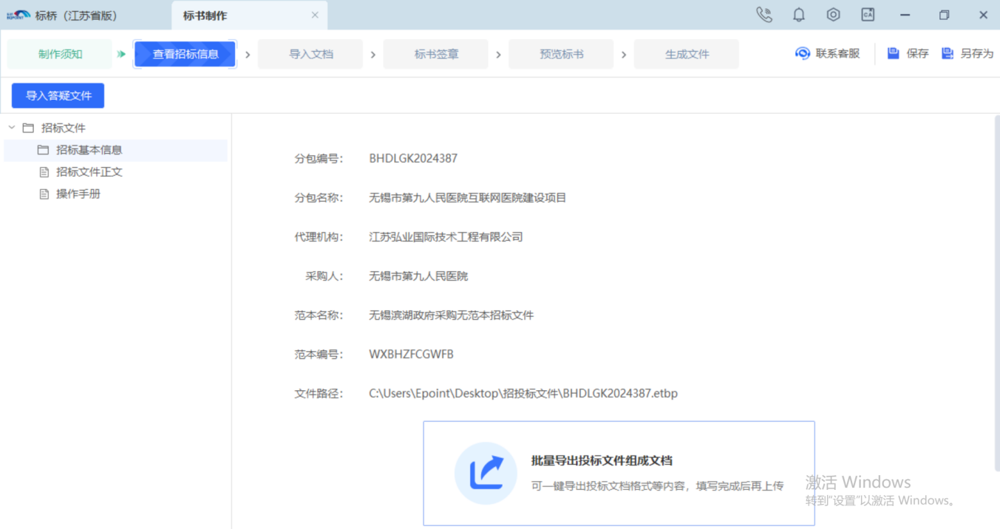 标桥（江苏省版）
标书制作
制作须知
查看招标信息
导入文档
标书签章
预览标书
生成文件
联系客服
保存
另存为
导入答疑文件
招标文件
招标基本信息
招标文件正文
操作手册
分包编号： BHDLGK2024387
分包名称： 无锡市第九人民医院互联网医院建设项目
代理机构： 江苏弘业国际技术工程有限公司
采购人： 无锡市第九人民医院
范本名称： 无锡滨湖政府采购无范本招标文件
范本编号： WXBHZFCGWFB
文件路径： C:\Users\Epoint\Desktop\招投标文件\BHDLGK2024387.etbp
批量导出投标文件组成文档
可一键导出投标文档格式等内容，填写完成后再上传
激活 Windows
转到"设置"以激活 Windows。